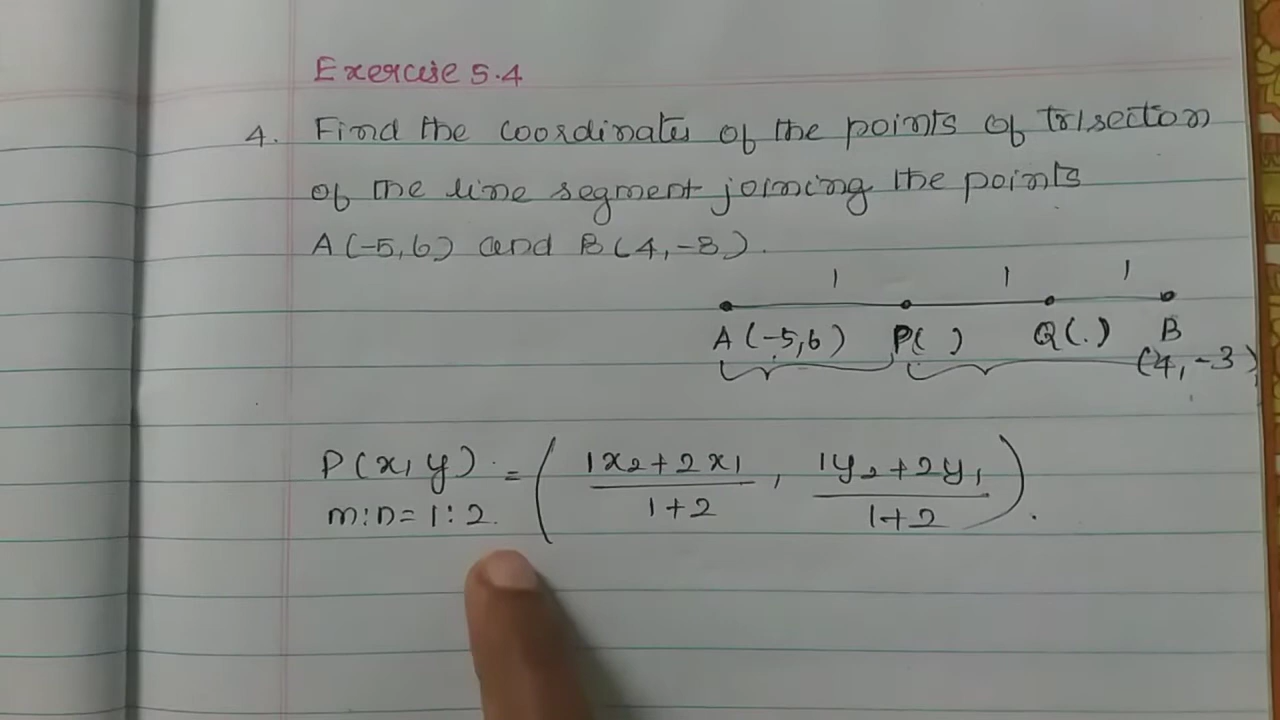 Exercise 5.4
4. Find the coordinates of the points of trisection
of the line segment joining the points
A(-5,6) and B(4,-8).
1 1 1
A(-5,6) P( ) Q(.) B
(4,-3)
P(x,y) = ( 1x₂+2x₁ / 1+2 , 1y₂+2y₁ / 1+2 ).
m:n=1:2.